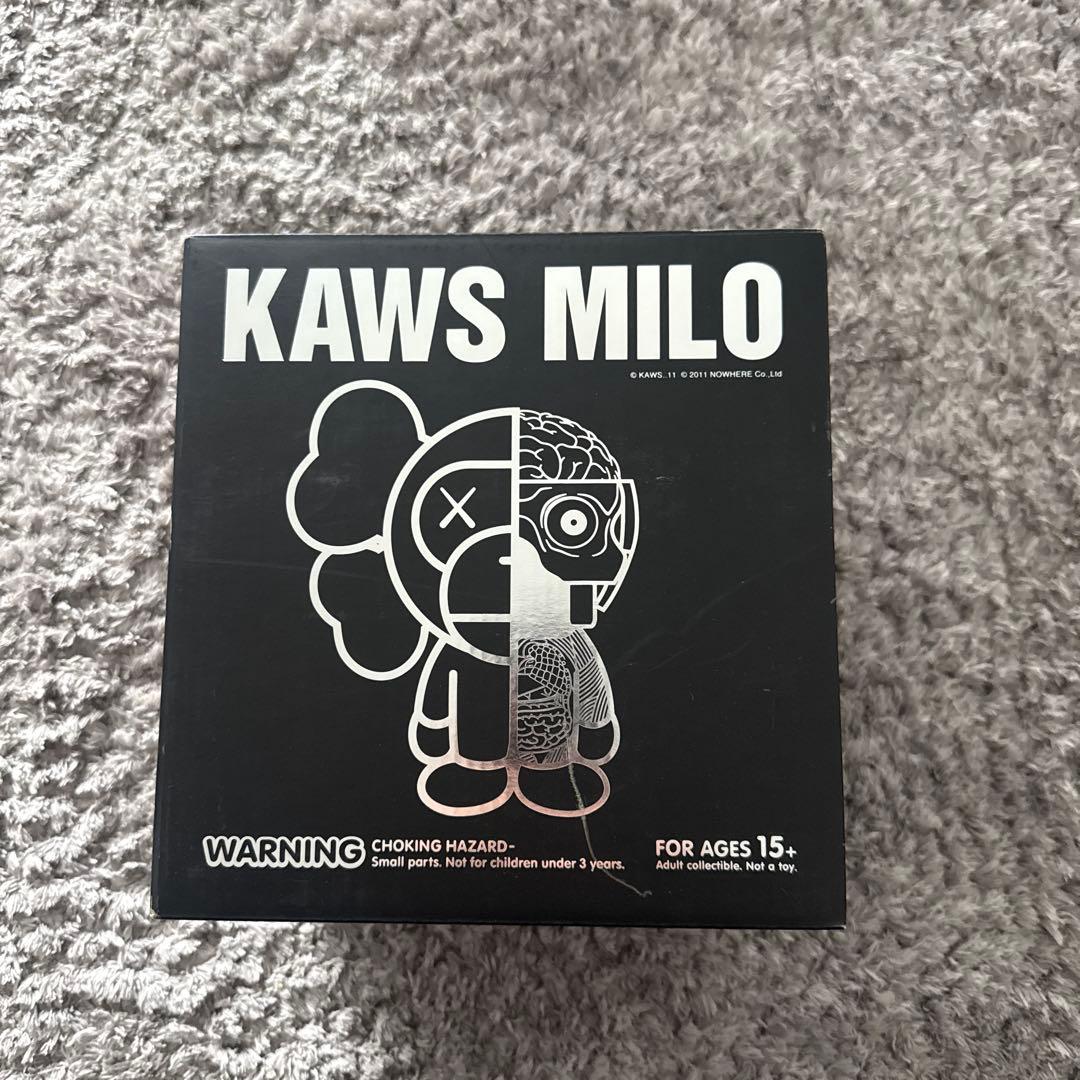 KAWS MILO
© KAWS..11 © 2011 NOWHERE Co.,Ltd
WARNING CHOKING HAZARD-
Small parts. Not for children under 3 years.
FOR AGES 15+
Adult collectible. Not a toy.